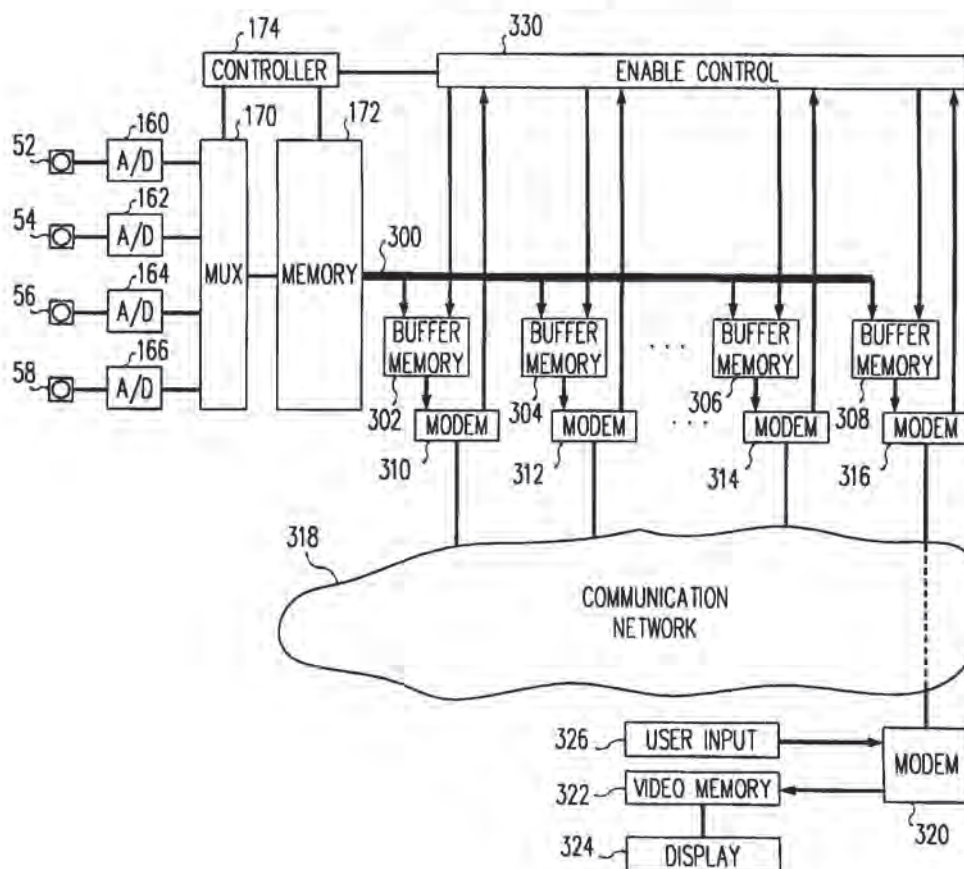 330
174
CONTROLLER
ENABLE CONTROL
160
170
172
52
A/D
162
54
A/D
164
MUX
MEMORY
300
56
A/D
166
58
A/D
BUFFER
MEMORY
BUFFER
MEMORY
. . .
BUFFER
MEMORY
BUFFER
MEMORY
302
304
306
308
MODEM
MODEM
. . .
MODEM
MODEM
310
312
314
316
318
COMMUNICATION
NETWORK
326
USER INPUT
MODEM
322
VIDEO MEMORY
320
324
DISPLAY